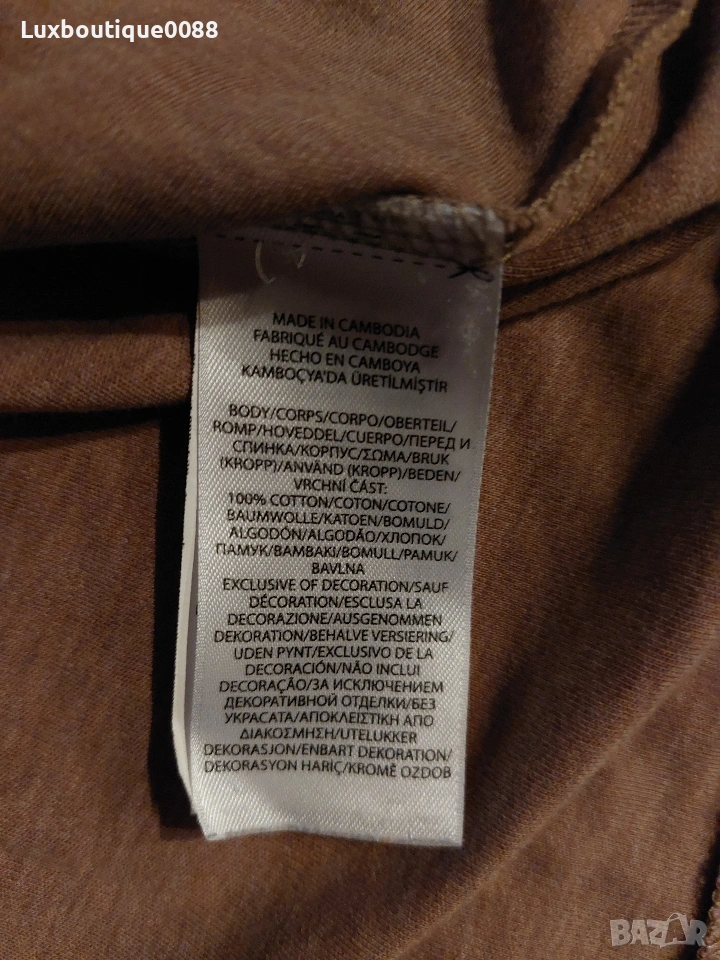 Luxboutique0088
MADE IN CAMBODIA
FABRIQUÉ AU CAMBODGE
HECHO EN CAMBOYA
KAMBOÇYA'DA ÜRETİLMİŞTİR
BODY/CORPS/CORPO/OBERTEIL/
ROMP/HOVEDDEL/CUERPO/ПЕРЕД И
СПИНКА/КОРПУС/ΣΩΜΑ/BRUK
(KROPP)/ANVÄND (KROPP)/BEDEN/
VRCHNÍ ČÁST:
100% COTTON/COTON/COTONE/
BAUMWOLLE/KATOEN/BOMULD/
ALGODÓN/ALGODÃO/ХЛОПОК/
ПАМУК/ΒΑΜΒΑΚΙ/BOMULL/PAMUK/
BAVLNA
EXCLUSIVE OF DECORATION/SAUF
DÉCORATION/ESCLUSA LA
DECORAZIONE/AUSGENOMMEN
DEKORATION/BEHALVE VERSIERING/
UDEN PYNT/EXCLUSIVO DE LA
DECORACIÓN/NÃO INCLUI
DECORAÇÃO/ЗА ИСКЛЮЧЕНИЕМ
ДЕКОРАТИВНОЙ ОТДЕЛКИ/БЕЗ
УКРАСАТА/ΑΠΟΚΛΕΙΣΤΙΚΗ ΑΠΟ
ΔΙΑΚΟΣΜΗΣΗ/UTELUKKER
DEKORASJON/ENBART DEKORATION/
DEKORASYON HARİÇ/KROMĚ OZDOB
BAZAR